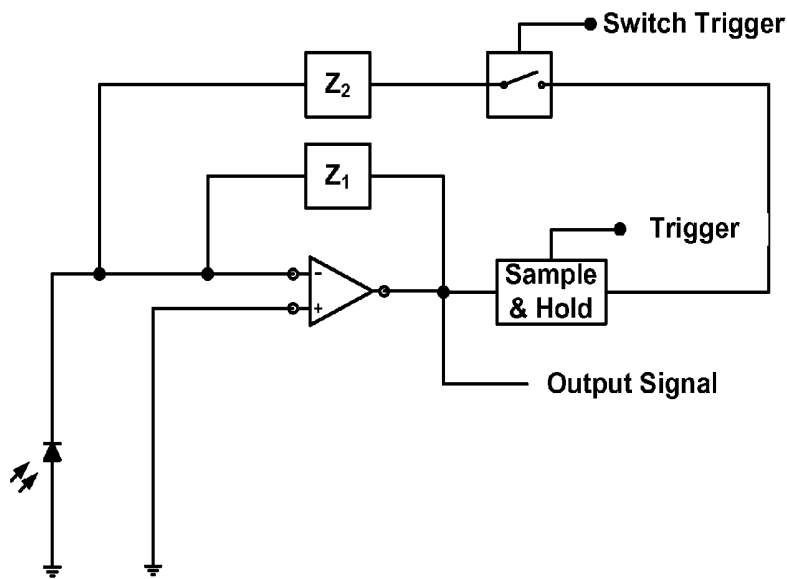 Switch Trigger
Z₂
Z₁
Trigger
Sample
& Hold
-
+
Output Signal